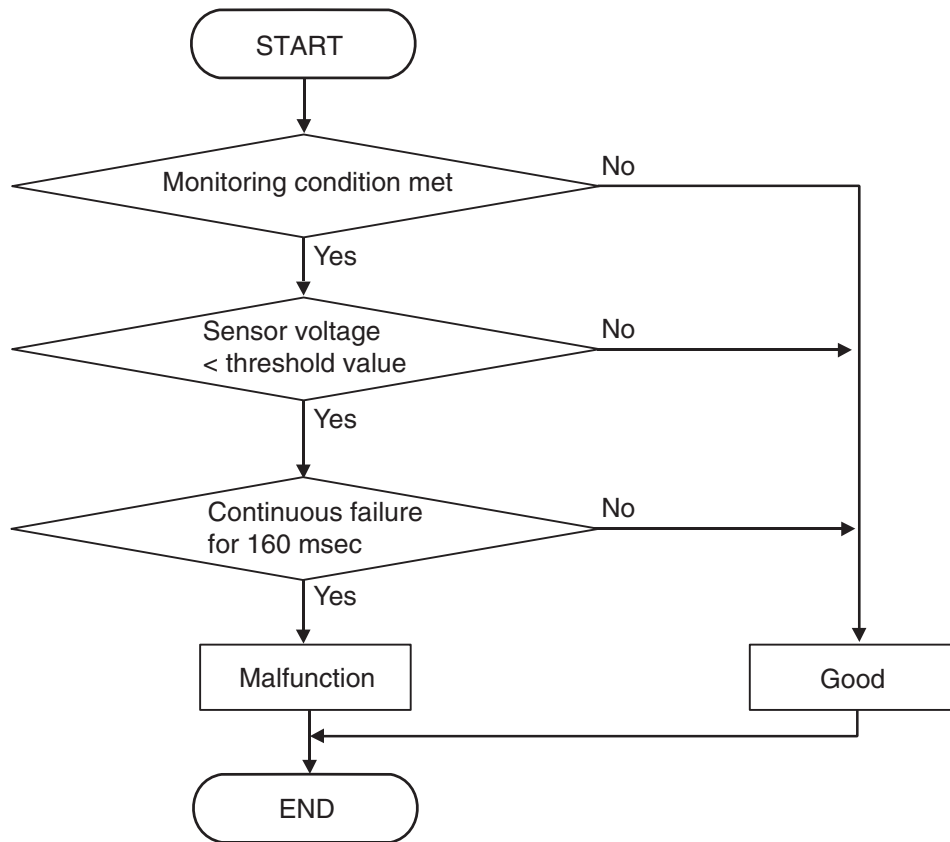 START
Monitoring condition met
No
Yes
Sensor voltage
< threshold value
No
Yes
Continuous failure
for 160 msec
No
Yes
Malfunction
Good
END